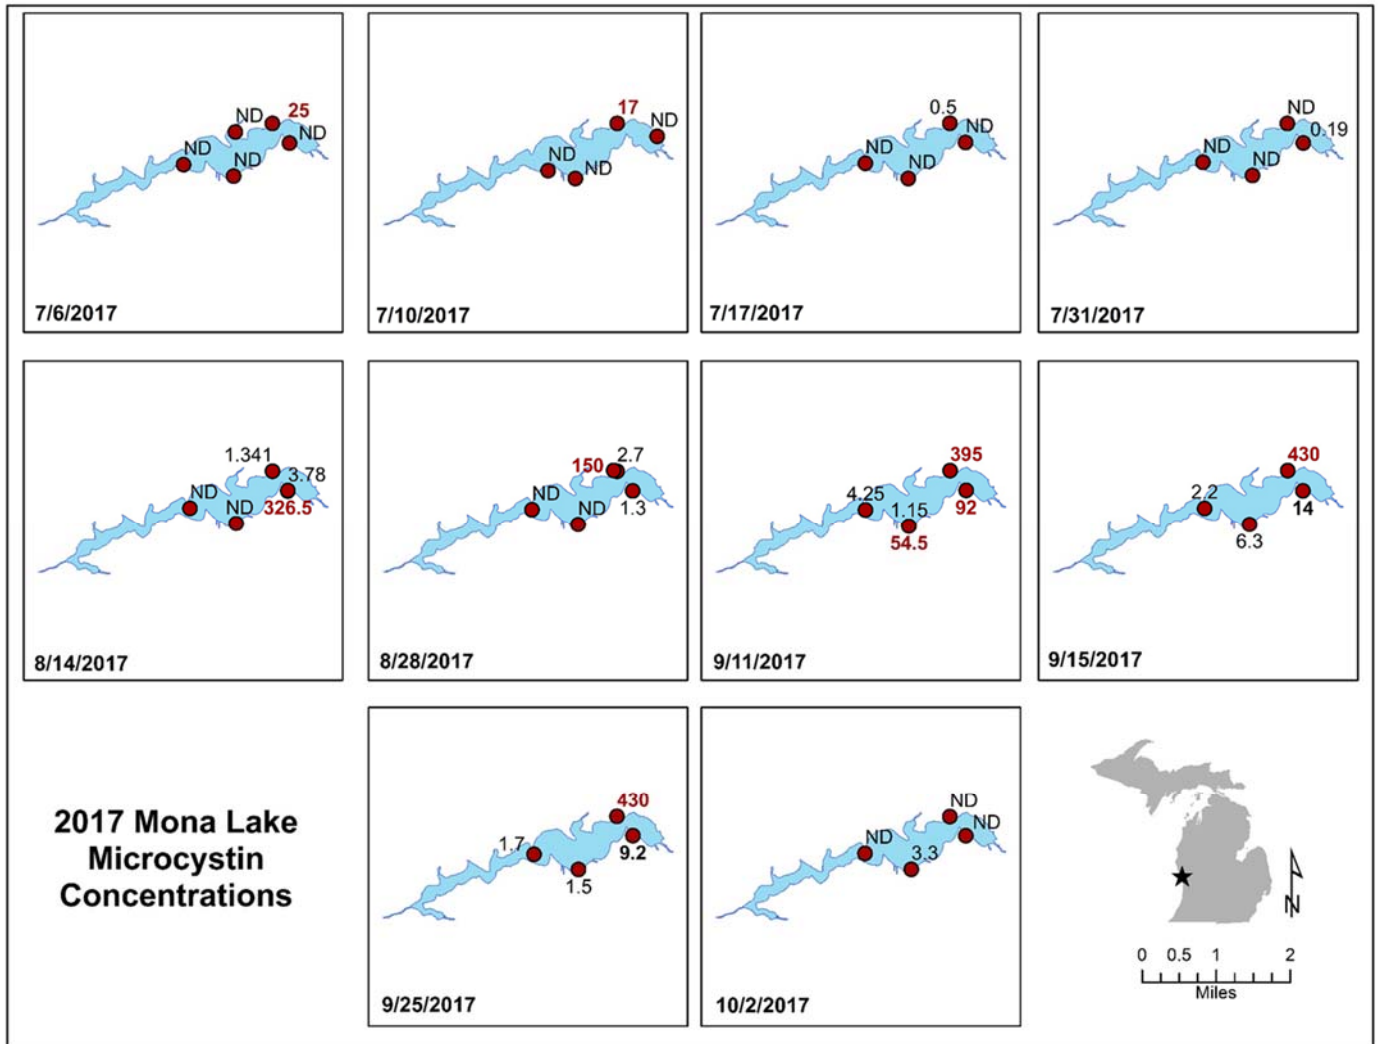 ND
25
ND
ND
ND
7/6/2017
17
ND
ND
ND
7/10/2017
0.5
ND
ND
ND
7/17/2017
ND
0.19
ND
ND
7/31/2017
1.341
3.78
ND
ND
326.5
8/14/2017
150
2.7
ND
ND
1.3
8/28/2017
395
4.25
1.15
92
54.5
9/11/2017
430
2.2
14
6.3
9/15/2017
2017 Mona Lake
Microcystin
Concentrations
430
1.7
9.2
1.5
9/25/2017
ND
ND
ND
3.3
10/2/2017
N
0 0.5 1 2
Miles